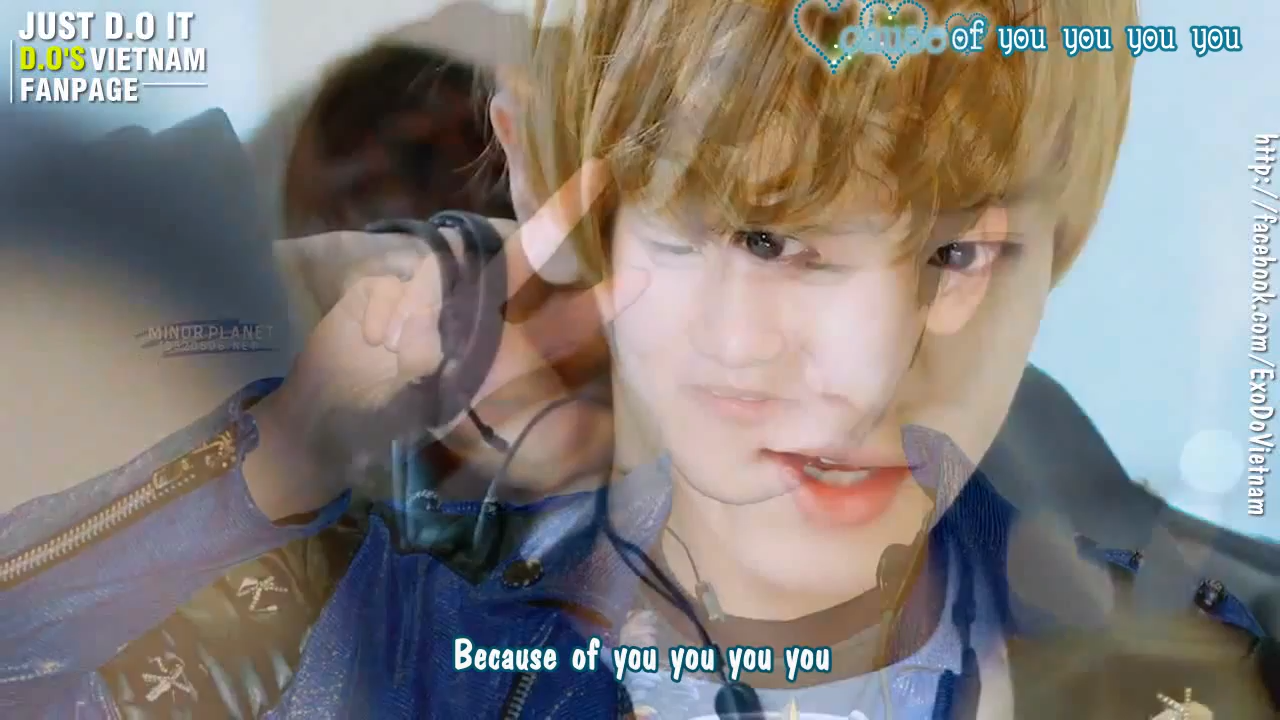 JUST D.O IT
D.O'S VIETNAM
FANPAGE
cause of you you you you
http://facebook.com/ExoDoVietnam
MINOR PLANET
Because of you you you you